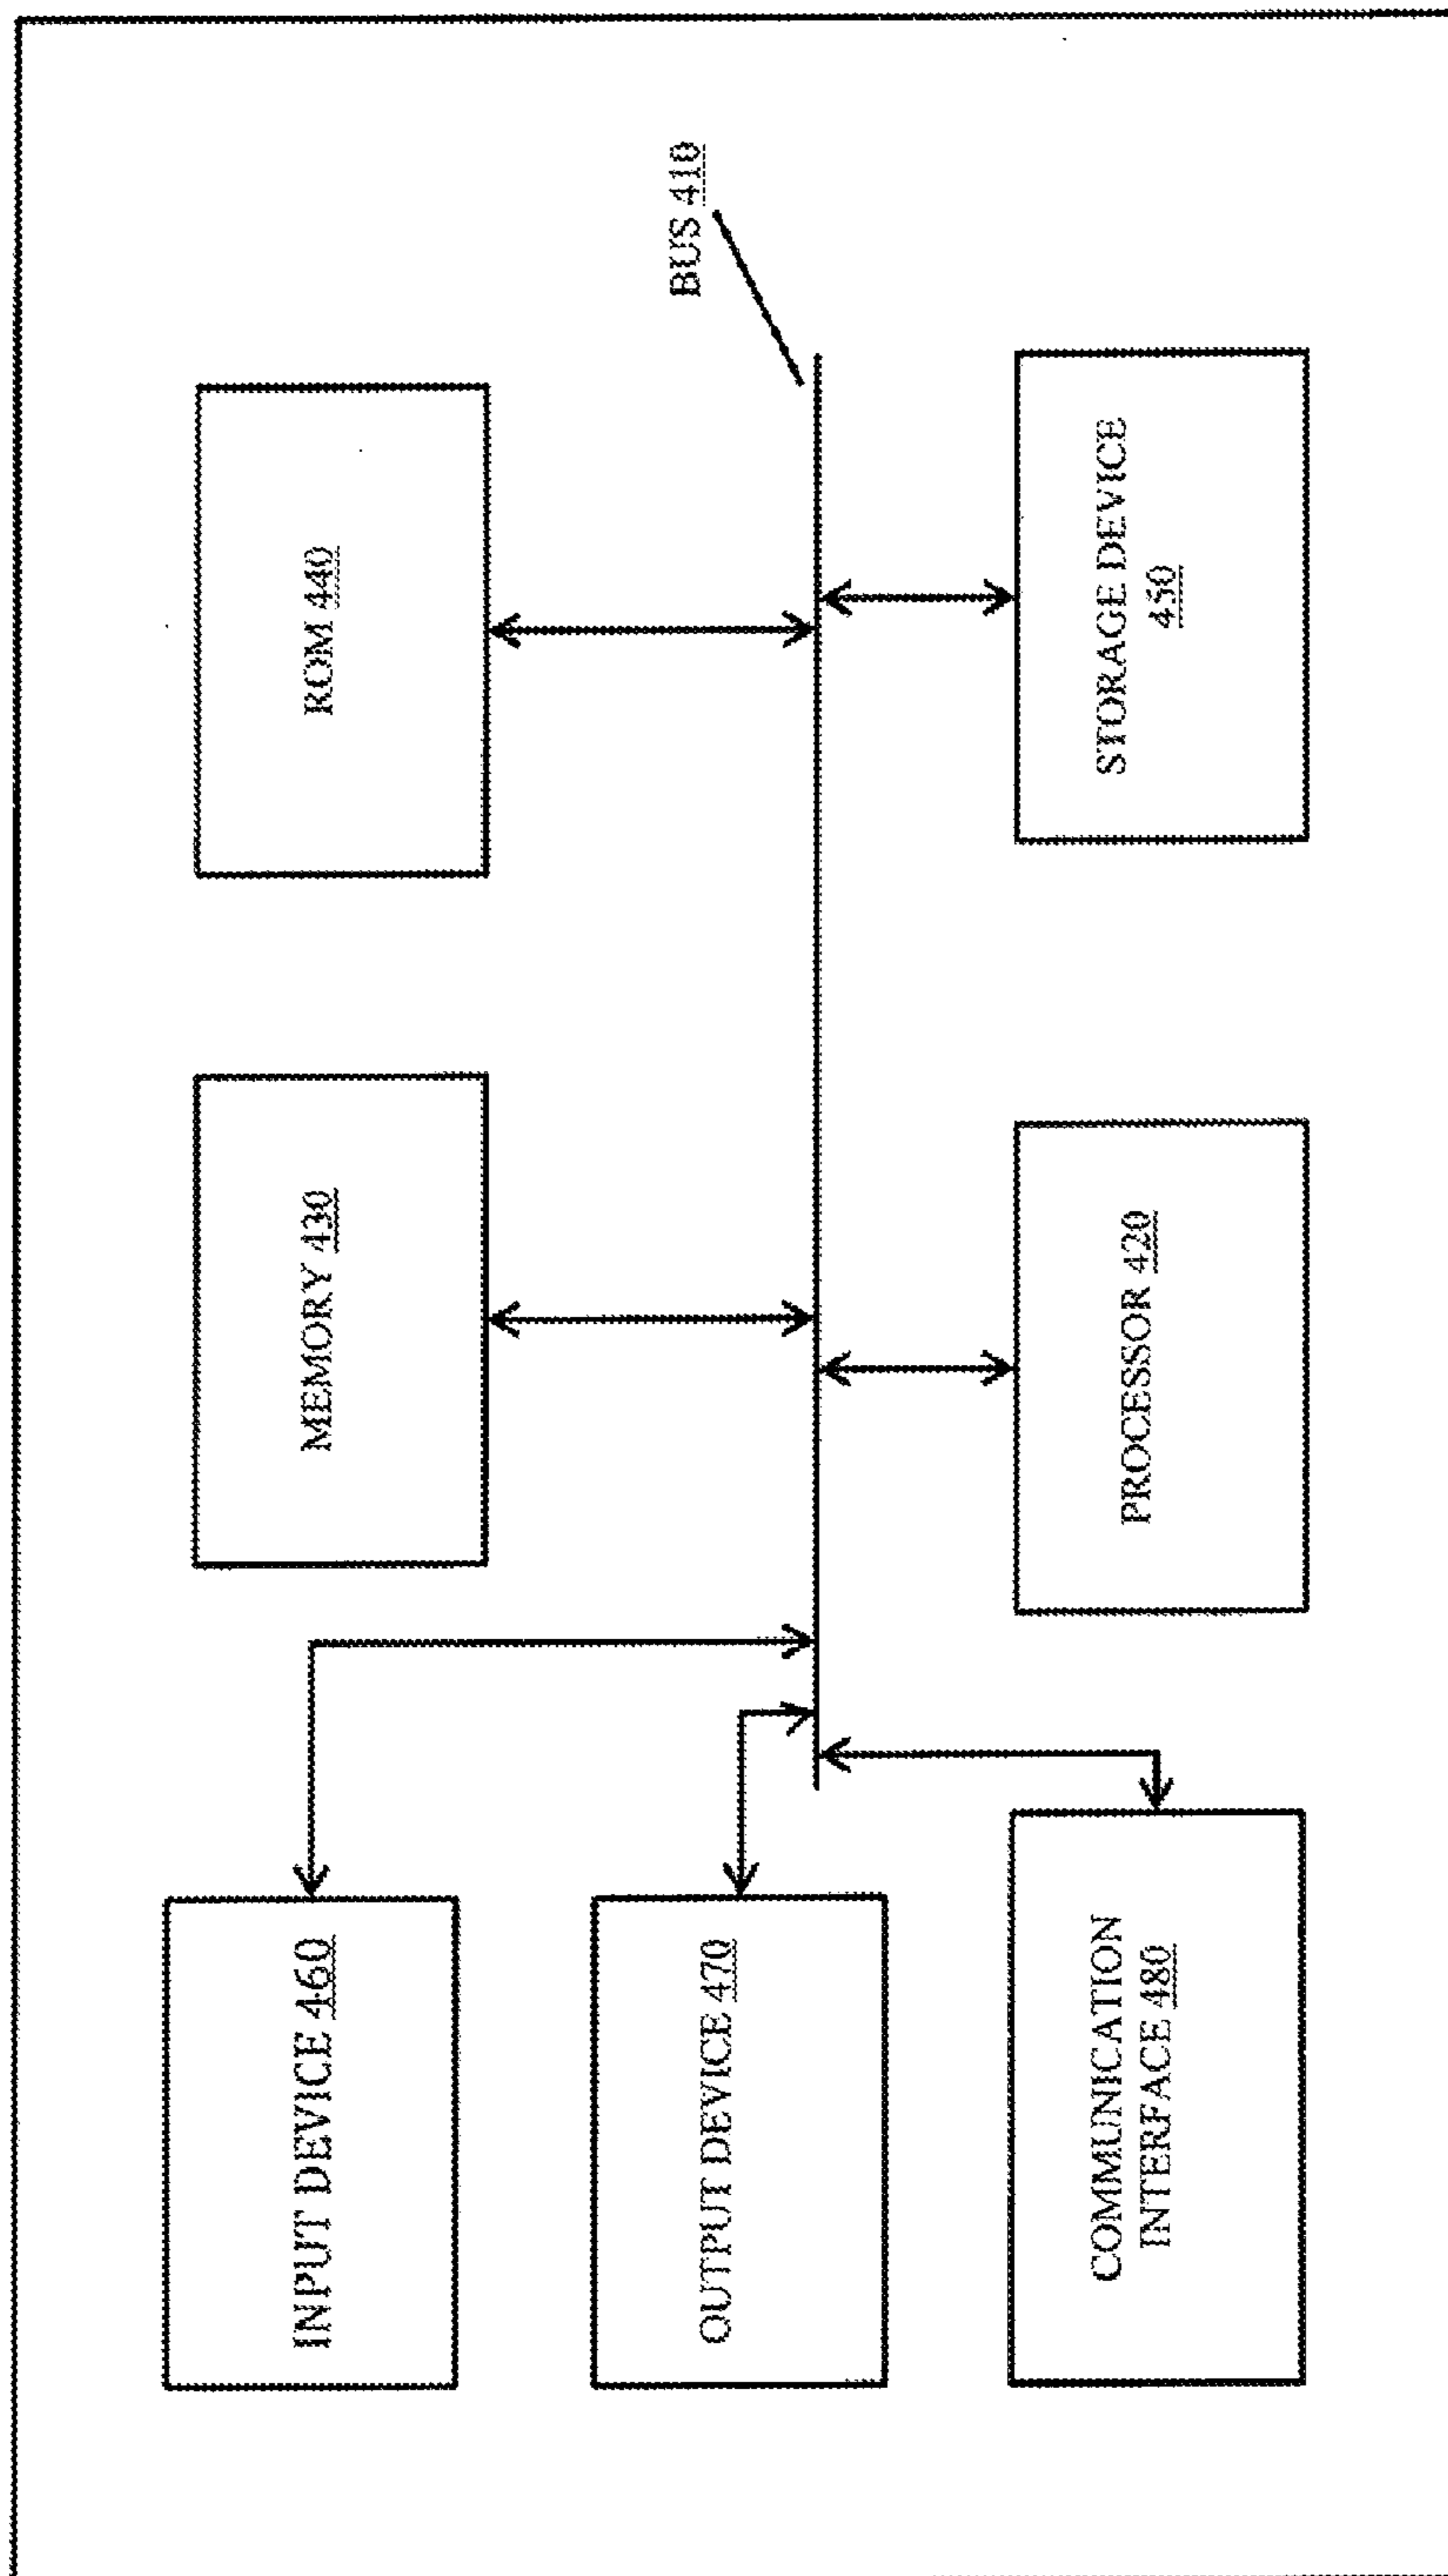 INPUT DEVICE 460
MEMORY 430
ROM 440
BUS 410
OUTPUT DEVICE 470
COMMUNICATION
INTERFACE 480
PROCESSOR 420
STORAGE DEVICE
450